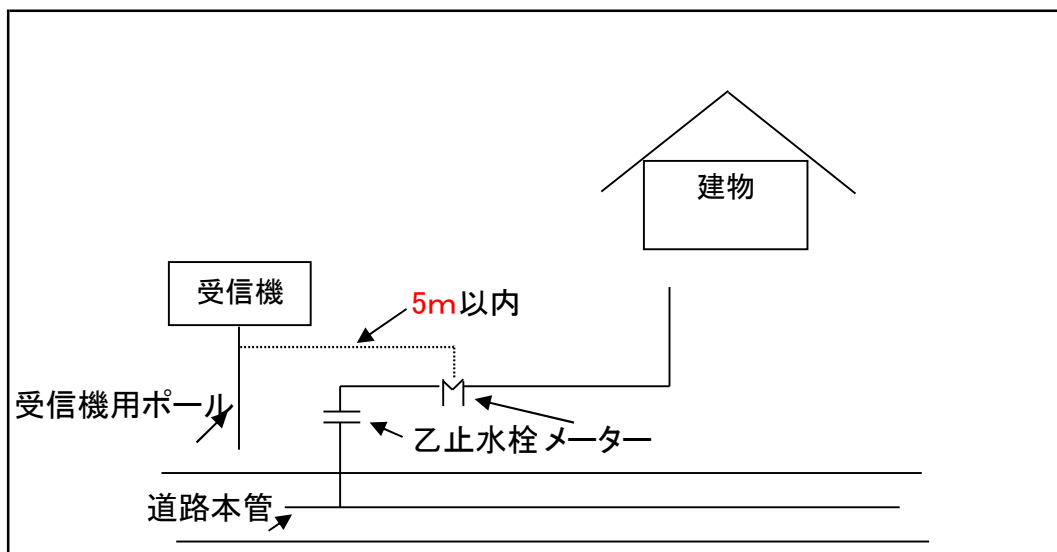 建物
受信機
5m以内
受信機用ポール
乙止水栓 メーター
道路本管